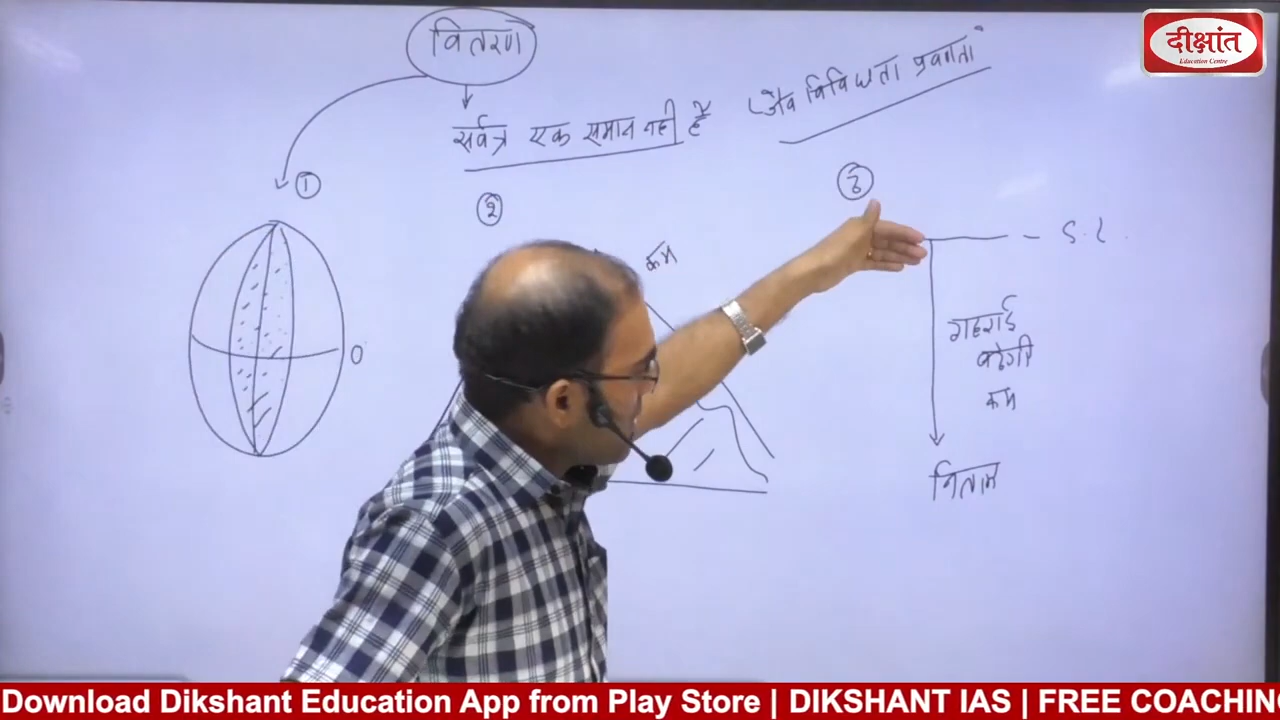 वितरण
सर्वत्र एक समान नहीं है
जैव विविधता प्रवणता
①
②
③
कम
S.L.
0
गहराई
बढ़ेगी
कम
नितल
दीक्षांत
Education Centre
Download Dikshant Education App from Play Store | DIKSHANT IAS | FREE COACHING